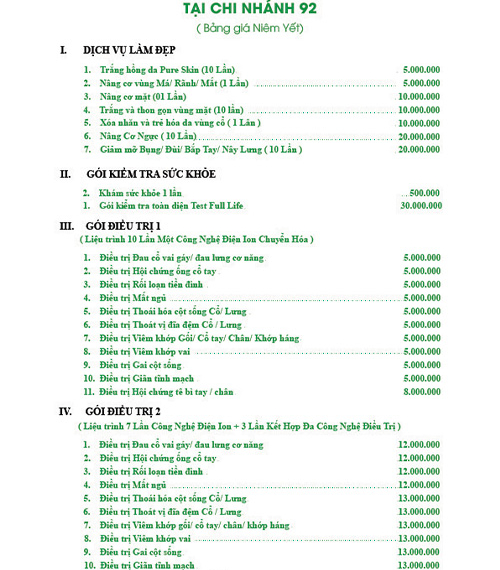 TẠI CHI NHÁNH 92
( Bảng giá Niêm Yết)
I. DỊCH VỤ LÀM ĐẸP
1. Trắng hồng da Pure Skin (10 Lần) 5.000.000
2. Nâng cơ vùng Má/ Rãnh/ Mắt (1 Lần) 5.000.000
3. Nâng cơ mặt (01 Lần) 10.000.000
4. Trắng và thon gọn vùng mặt (10 lần) 10.000.000
5. Xóa nhăn và trẻ hóa da vùng cổ ( 1 Lần ) 10.000.000
6. Nâng Cơ Ngực ( 10 Lần) 20.000.000
7. Giảm mỡ Bụng/ Đùi/ Bắp Tay/ Nây Lưng ( 10 Lần ) 20.000.000
II. GÓI KIỂM TRA SỨC KHỎE
2. Khám sức khỏe 1 lần 500.000
1. Gói kiểm tra toàn diện Test Full Life 30.000.000
III. GÓI ĐIỀU TRỊ 1
( Liệu trình 10 Lần Một Công Nghệ Điện Ion Chuyển Hóa )
1. Điều trị Đau cổ vai gáy/ đau lưng cơ năng 5.000.000
2. Điều trị Hội chứng ống cổ tay 5.000.000
3. Điều trị Rối loạn tiền đình 5.000.000
4. Điều trị Mất ngủ 5.000.000
5. Điều trị Thoái hóa cột sống Cổ/ Lưng 5.000.000
6. Điều trị Thoát vị đĩa đệm Cổ / Lưng 5.000.000
7. Điều trị Viêm khớp Gối/ Cổ tay/ Chân/ Khớp háng 5.000.000
8. Điều trị Viêm khớp vai 5.000.000
9. Điều trị Gai cột sống 5.000.000
10. Điều trị Giãn tĩnh mạch 5.000.000
11. Điều trị Hội chứng tê bì tay / chân 8.000.000
IV. GÓI ĐIỀU TRỊ 2
( Liệu trình 7 Lần Công Nghệ Điện Ion + 3 Lần Kết Hợp Đa Công Nghệ Điều Trị )
1. Điều trị Đau cổ vai gáy/ đau lưng cơ năng 12.000.000
2. Điều trị Hội chứng ống cổ tay 12.000.000
3. Điều trị Rối loạn tiền đình 12.000.000
4. Điều trị Mất ngủ 12.000.000
5. Điều trị Thoái hóa cột sống Cổ/ Lưng 13.000.000
6. Điều trị Thoát vị đĩa đệm Cổ / Lưng 13.000.000
7. Điều trị Viêm khớp gối/ cổ tay/ chân/ khớp háng 13.000.000
8. Điều trị Viêm khớp vai 13.000.000
9. Điều trị Gai cột sống 13.000.000
10. Điều trị Giãn tĩnh mạch 13.000.000